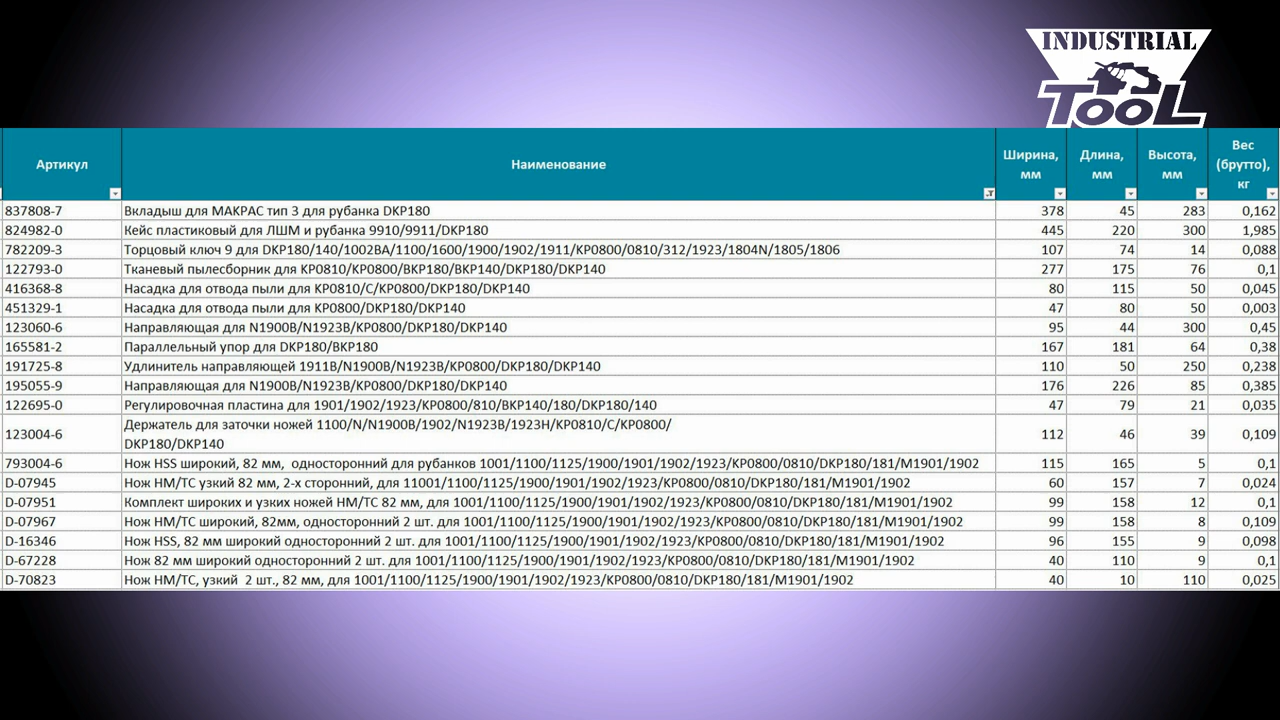 INDUSTRIAL
TOOL
Артикул Наименование Ширина, мм Длина, мм Высота, мм Вес (брутто), кг
837808-7 Вкладыш для МАКРАС тип 3 для рубанка DKP180 378 45 283 0,162
824982-0 Кейс пластиковый для ЛШМ и рубанка 9910/9911/DKP180 445 220 300 1,985
782209-3 Торцовый ключ 9 для DKP180/140/1002BA/1100/1600/1900/1902/1911/KP0800/0810/312/1923/1804N/1805/1806 107 74 14 0,088
122793-0 Тканевый пылесборник для KP0810/KP0800/BKP180/BKP140/DKP180/DKP140 277 175 76 0,1
416368-8 Насадка для отвода пыли для KP0810/C/KP0800/DKP180/DKP140 80 115 50 0,045
451329-1 Насадка для отвода пыли для KP0800/DKP180/DKP140 47 80 50 0,003
123060-6 Направляющая для N1900B/N1923B/KP0800/DKP180/DKP140 95 44 300 0,45
165581-2 Параллельный упор для DKP180/BKP180 167 181 64 0,38
191725-8 Удлинитель направляющей 1911B/N1900B/N1923B/KP0800/DKP180/DKP140 110 50 250 0,238
195055-9 Направляющая для N1900B/N1923B/KP0800/DKP180/DKP140 176 226 85 0,385
122695-0 Регулировочная пластина для 1901/1902/1923/KP0800/810/BKP140/180/DKP180/140 47 79 21 0,035
123004-6 Держатель для заточки ножей 1100/N/N1900B/1902/N1923B/1923H/KP0810/C/KP0800/
DKP180/DKP140 112 46 39 0,109
793004-6 Нож HSS широкий, 82 мм, односторонний для рубанков 1001/1100/1125/1900/1901/1902/1923/KP0800/0810/DKP180/181/M1901/1902 115 165 5 0,1
D-07945 Нож HM/TC узкий 82 мм, 2-х сторонний, для 11001/1100/1125/1900/1901/1902/1923/KP0800/0810/DKP180/181/M1901/1902 60 157 7 0,024
D-07951 Комплект широких и узких ножей HM/TC 82 мм, для 1001/1100/1125/1900/1901/1902/1923/KP0800/0810/DKP180/181/M1901/1902 99 158 12 0,1
D-07967 Нож HM/TC широкий, 82мм, односторонний 2 шт. для 1001/1100/1125/1900/1901/1902/1923/KP0800/0810/DKP180/181/M1901/1902 99 158 8 0,109
D-16346 Нож HSS, 82 мм широкий односторонний 2 шт. для 1001/1100/1125/1900/1901/1902/1923/KP0800/0810/DKP180/181/M1901/1902 96 155 9 0,098
D-67228 Нож 82 мм широкий односторонний 2 шт. для 1001/1100/1125/1900/1901/1902/1923/KP0800/0810/DKP180/181/M1901/1902 40 110 9 0,1
D-70823 Нож HM/TC, узкий 2 шт., 82 мм, для 1001/1100/1125/1900/1901/1902/1923/KP0800/0810/DKP180/181/M1901/1902 40 10 110 0,025